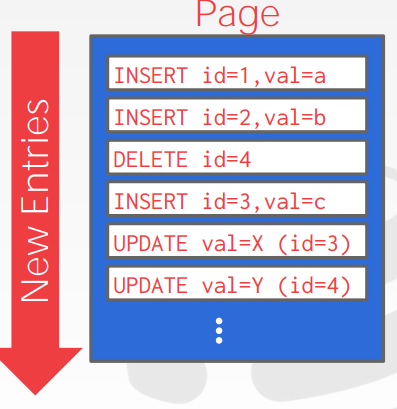 Page
New Entries
INSERT id=1,val=a
INSERT id=2,val=b
DELETE id=4
INSERT id=3,val=c
UPDATE val=X (id=3)
UPDATE val=Y (id=4)